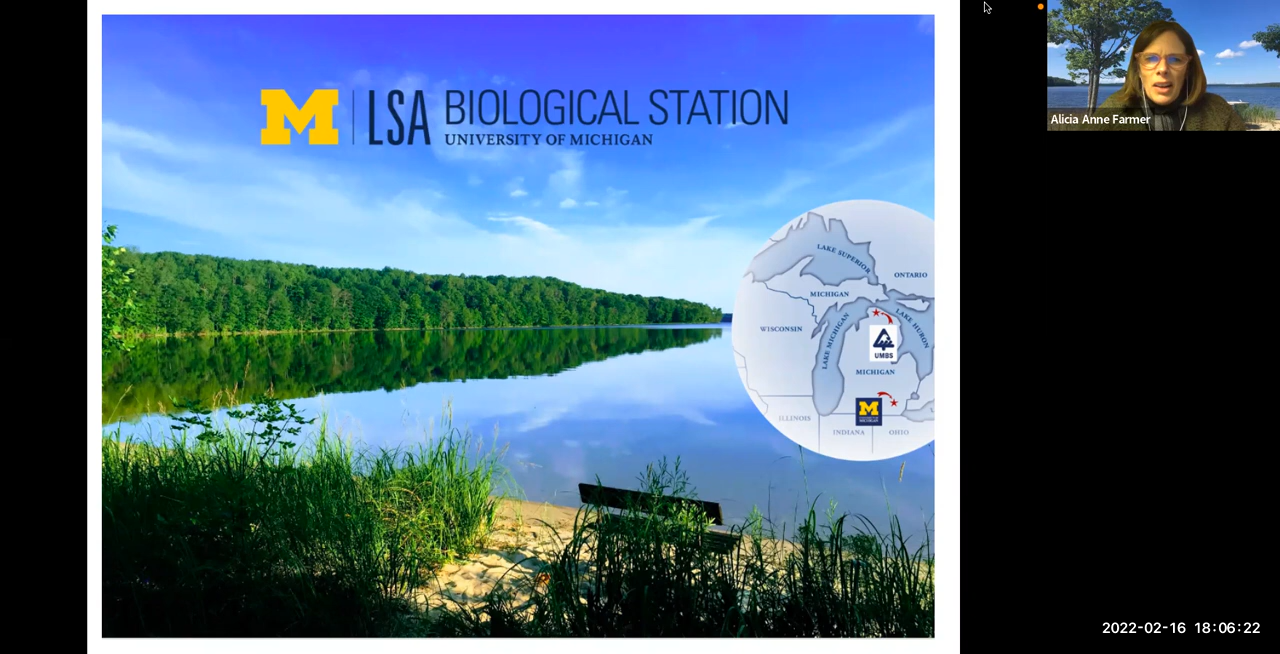 M LSA BIOLOGICAL STATION
UNIVERSITY OF MICHIGAN
Alicia Anne Farmer
LAKE SUPERIOR
ONTARIO
MICHIGAN
WISCONSIN
LAKE MICHIGAN
LAKE HURON
UMBS
MICHIGAN
M
ILLINOIS
INDIANA
OHIO
2022-02-16 18:06:22